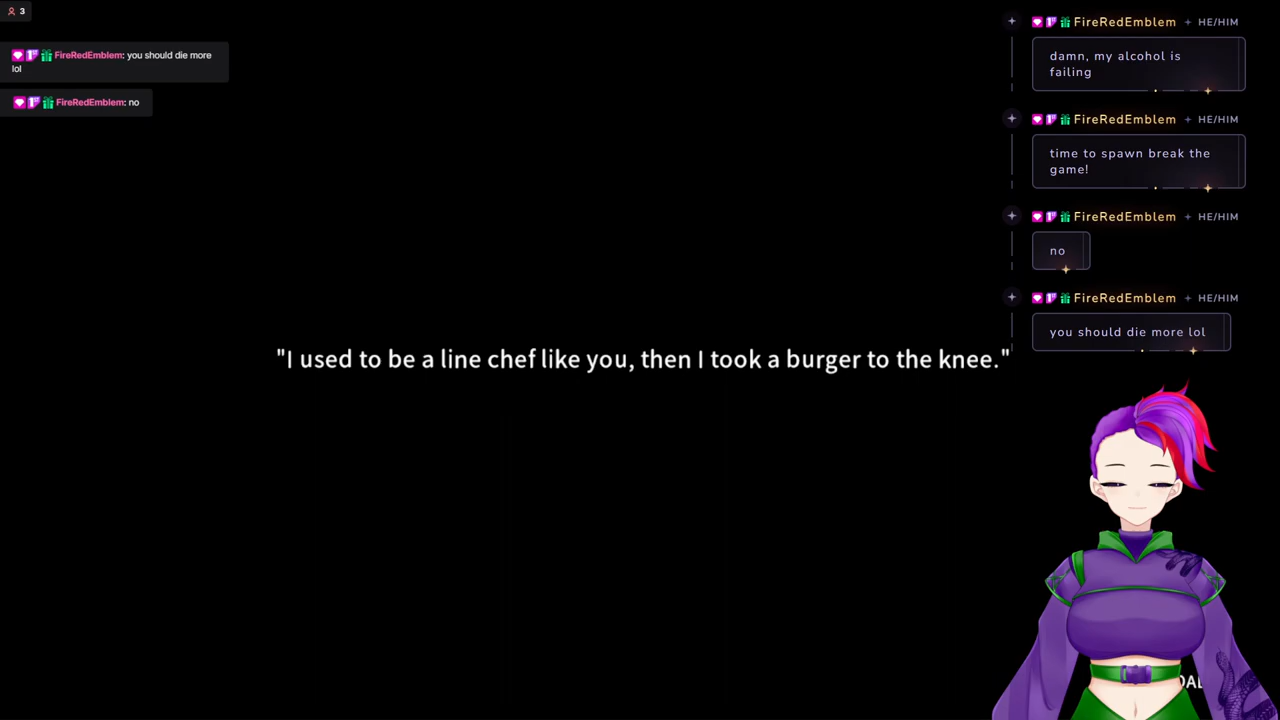 3
FireRedEmblem: you should die more
lol
FireRedEmblem: no
FireRedEmblem HE/HIM
damn, my alcohol is
failing
FireRedEmblem HE/HIM
time to spawn break the
game!
FireRedEmblem HE/HIM
no
FireRedEmblem HE/HIM
you should die more lol
"I used to be a line chef like you, then I took a burger to the knee."